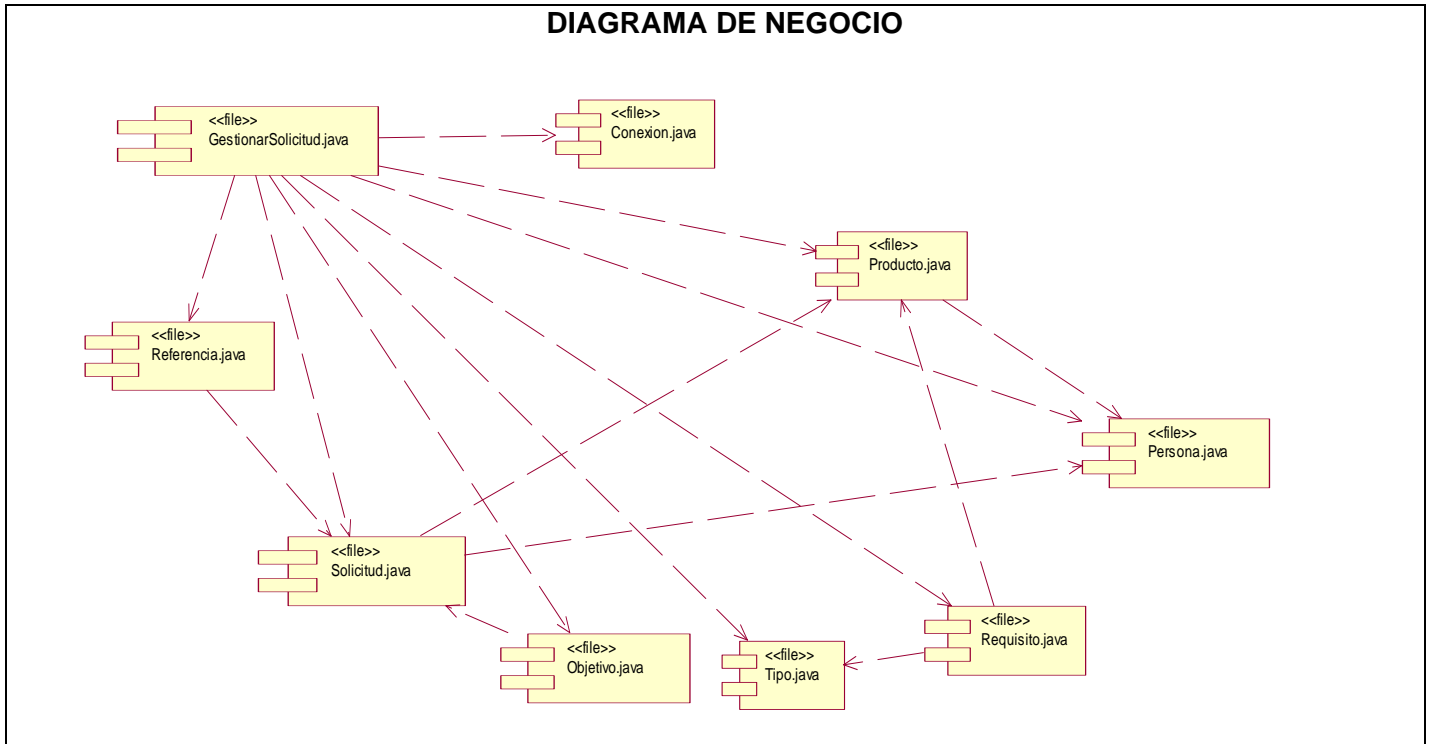 DIAGRAMA DE NEGOCIO
<<file>>
GestionarSolicitud.java
<<file>>
Conexion.java
<<file>>
Producto.java
<<file>>
Referencia.java
<<file>>
Persona.java
<<file>>
Solicitud.java
<<file>>
Objetivo.java
<<file>>
Tipo.java
<<file>>
Requisito.java